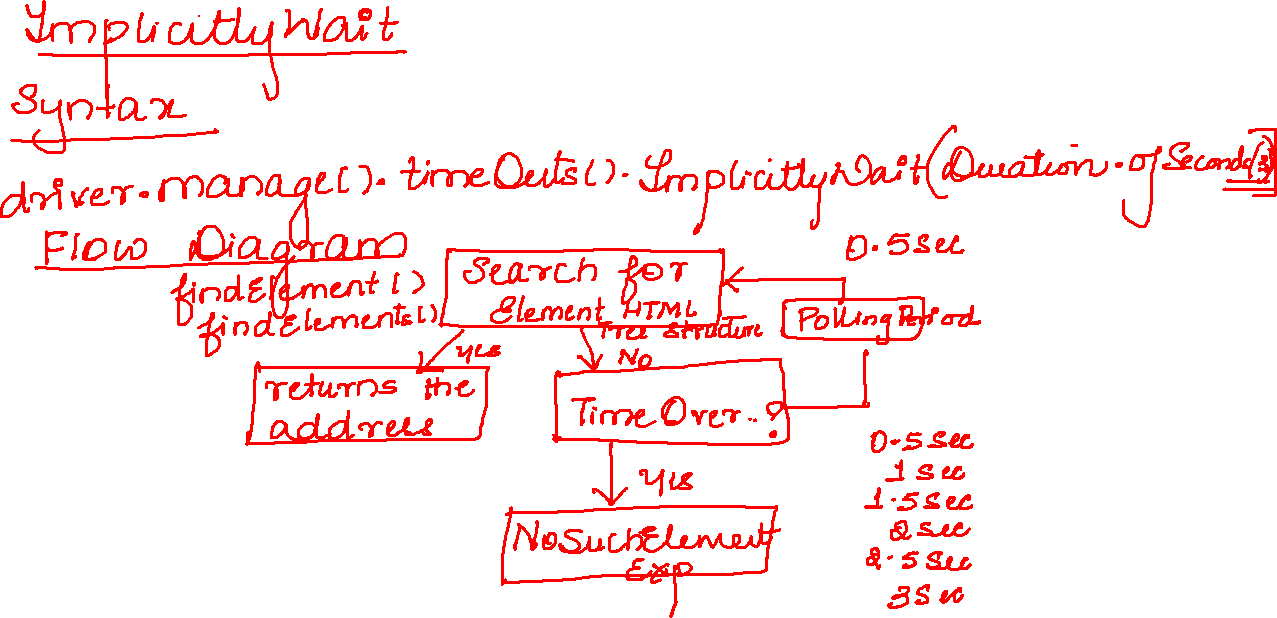 ImplicitlyWait
Syntax
driver.manage().timeOuts().ImplicitlyWait(Duration.ofSeconds(3))
Flow Diagram
0.5sec
findElement()
findElements()
Search for
Element HTML
Tree structure
Polling Period
Yes
No
returns the
address
TimeOver..?
Yes
NoSuchElement
Exp
0.5sec
1sec
1.5sec
2sec
2.5sec
3sec